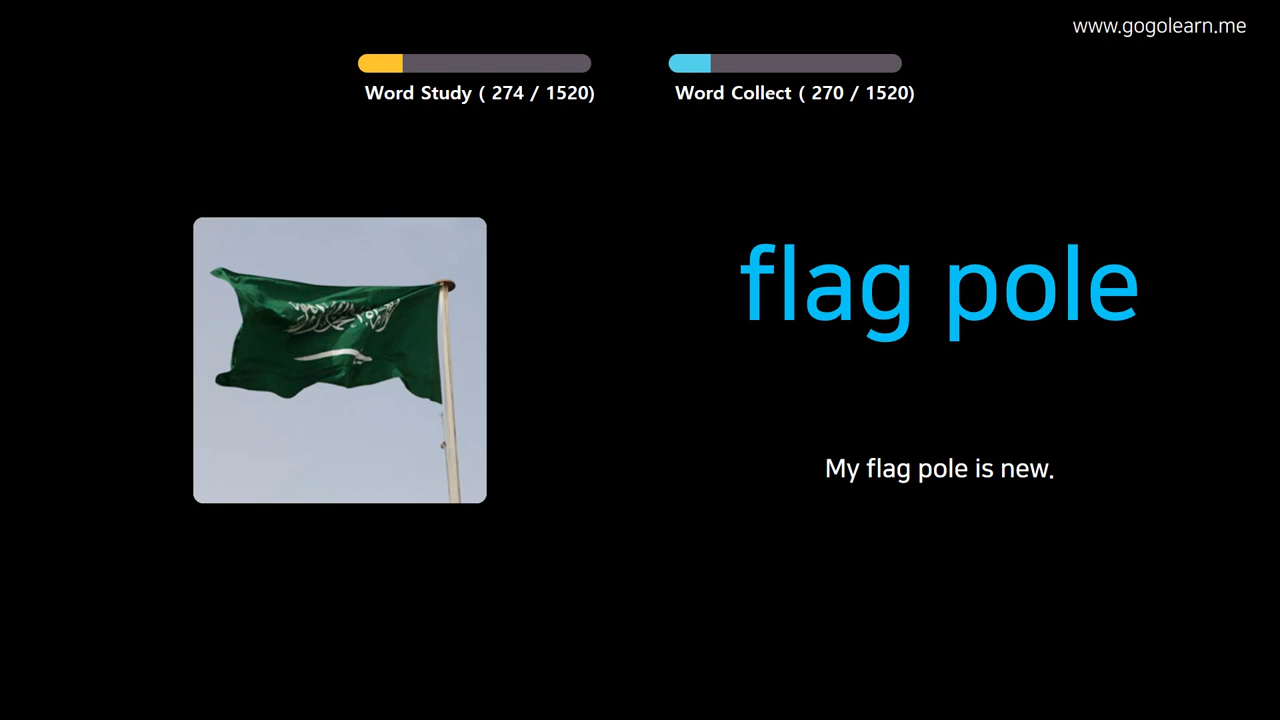 www.gogolearn.me
Word Study ( 274 / 1520)
Word Collect ( 270 / 1520)
flag pole
My flag pole is new.